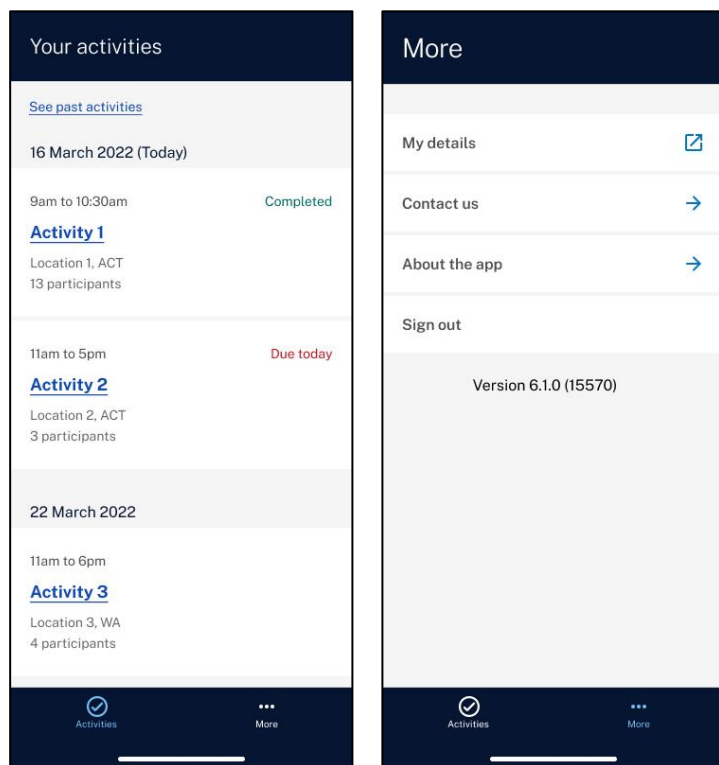 Your activities
See past activities
16 March 2022 (Today)
9am to 10:30am
Completed
Activity 1
Location 1, ACT
13 participants
11am to 5pm
Due today
Activity 2
Location 2, ACT
3 participants
22 March 2022
11am to 6pm
Activity 3
Location 3, WA
4 participants
Activities
More
More
My details
Contact us
About the app
Sign out
Version 6.1.0 (15570)
Activities
More